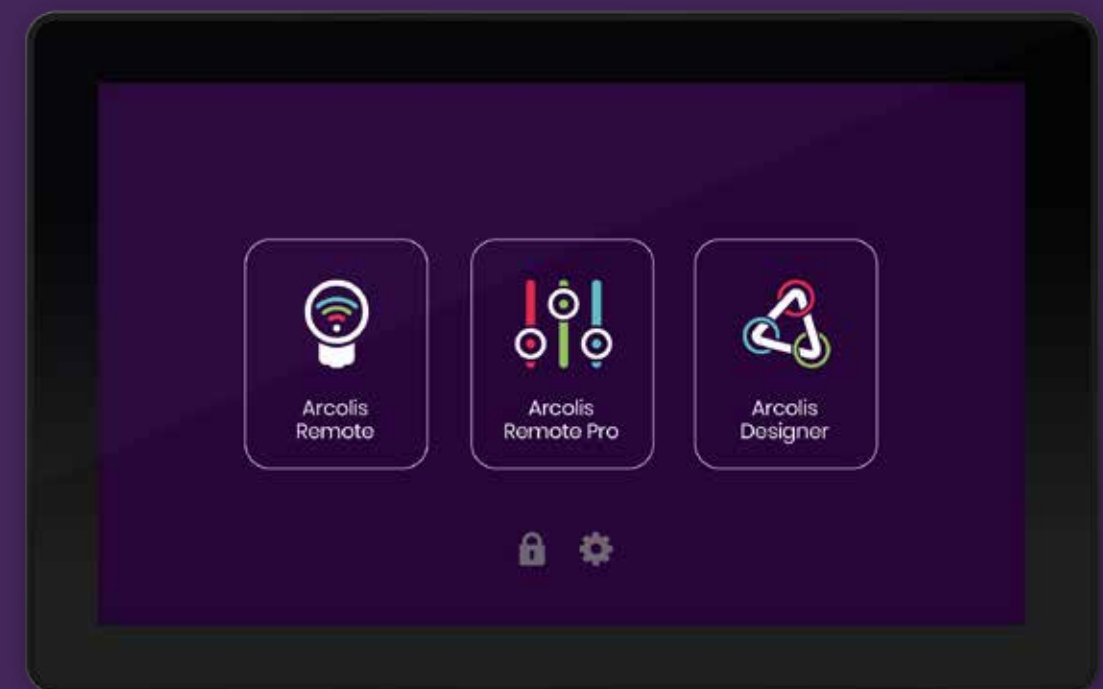 Arcolis
Remote
Arcolis
Remote Pro
Arcolis
Designer